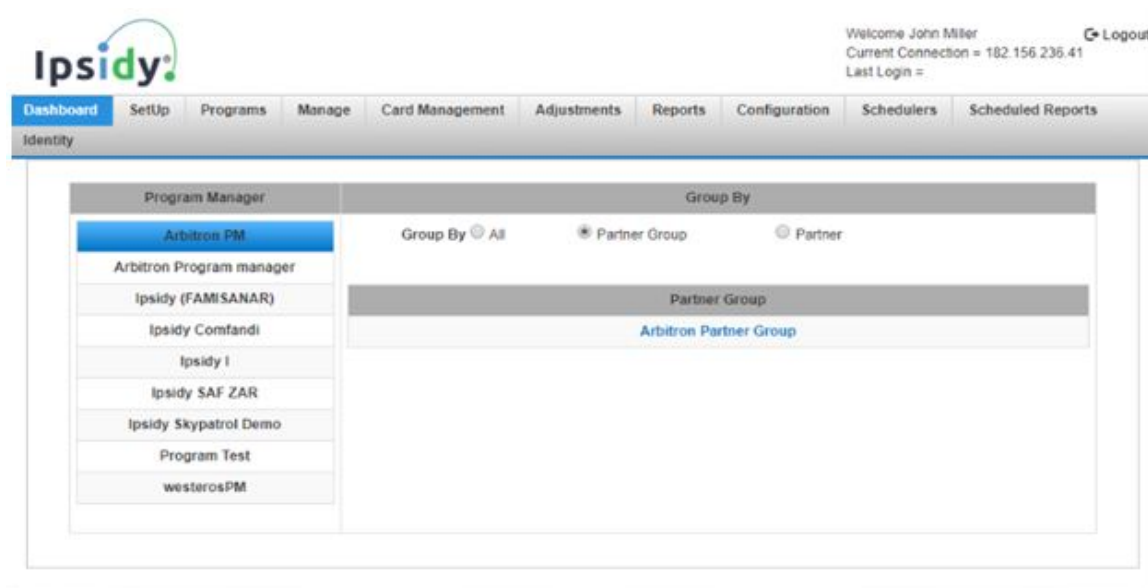 Ipsidy
Welcome John Miller
Logout
Current Connection = 182.156.236.41
Last Login =
Dashboard SetUp Programs Manage Card Management Adjustments Reports Configuration Schedulers Scheduled Reports
Identity
Program Manager
Group By
Arbitron PM
Arbitron Program manager
Ipsidy (FAMISANAR)
Ipsidy Comfandi
Ipsidy I
Ipsidy SAF ZAR
Ipsidy Skypatrol Demo
Program Test
westerosPM
Group By All Partner Group Partner
Partner Group
Arbitron Partner Group